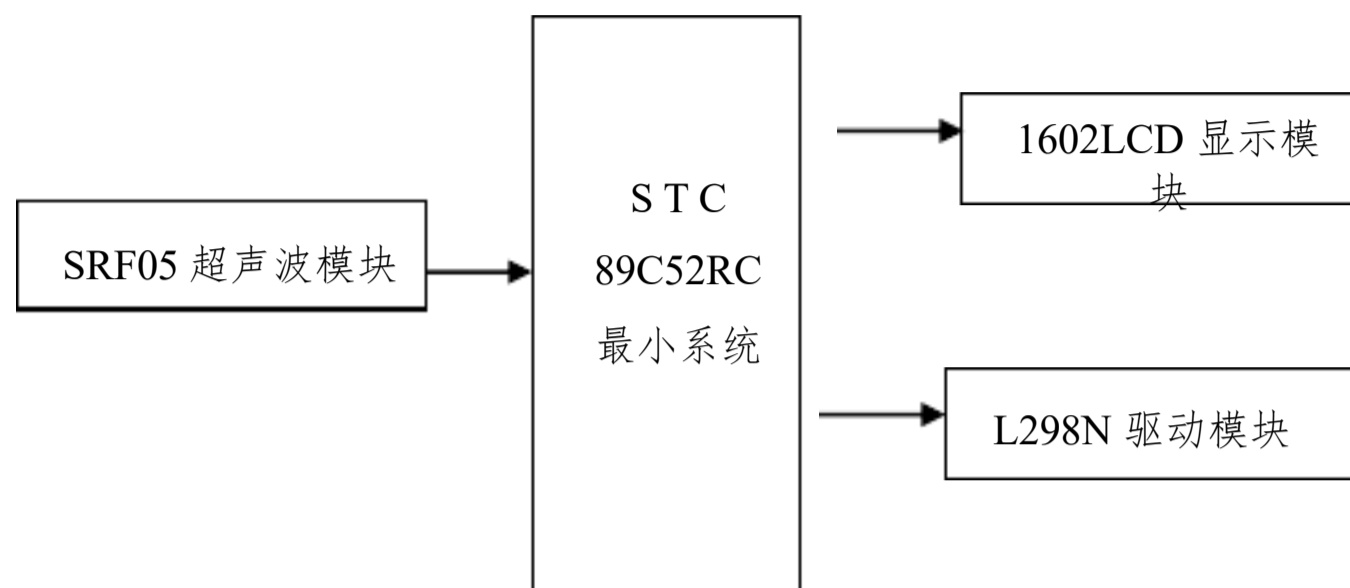 SRF05 超声波模块
S T C
89C52RC
最小系统
1602LCD 显示模
块
L298N 驱动模块